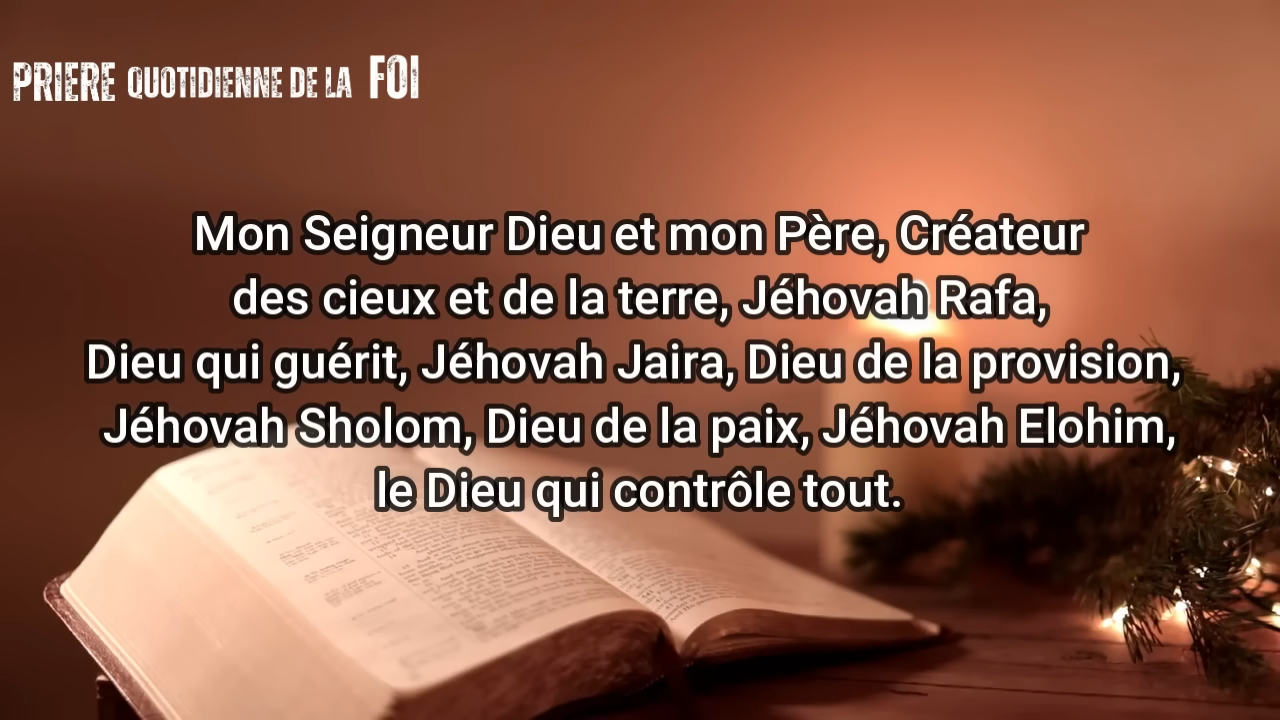 PRIERE QUOTIDIENNE DE LA FOI
Mon Seigneur Dieu et mon Père, Créateur
des cieux et de la terre, Jéhovah Rafa,
Dieu qui guérit, Jéhovah Jaira, Dieu de la provision,
Jéhovah Sholom, Dieu de la paix, Jéhovah Elohim,
le Dieu qui contrôle tout.